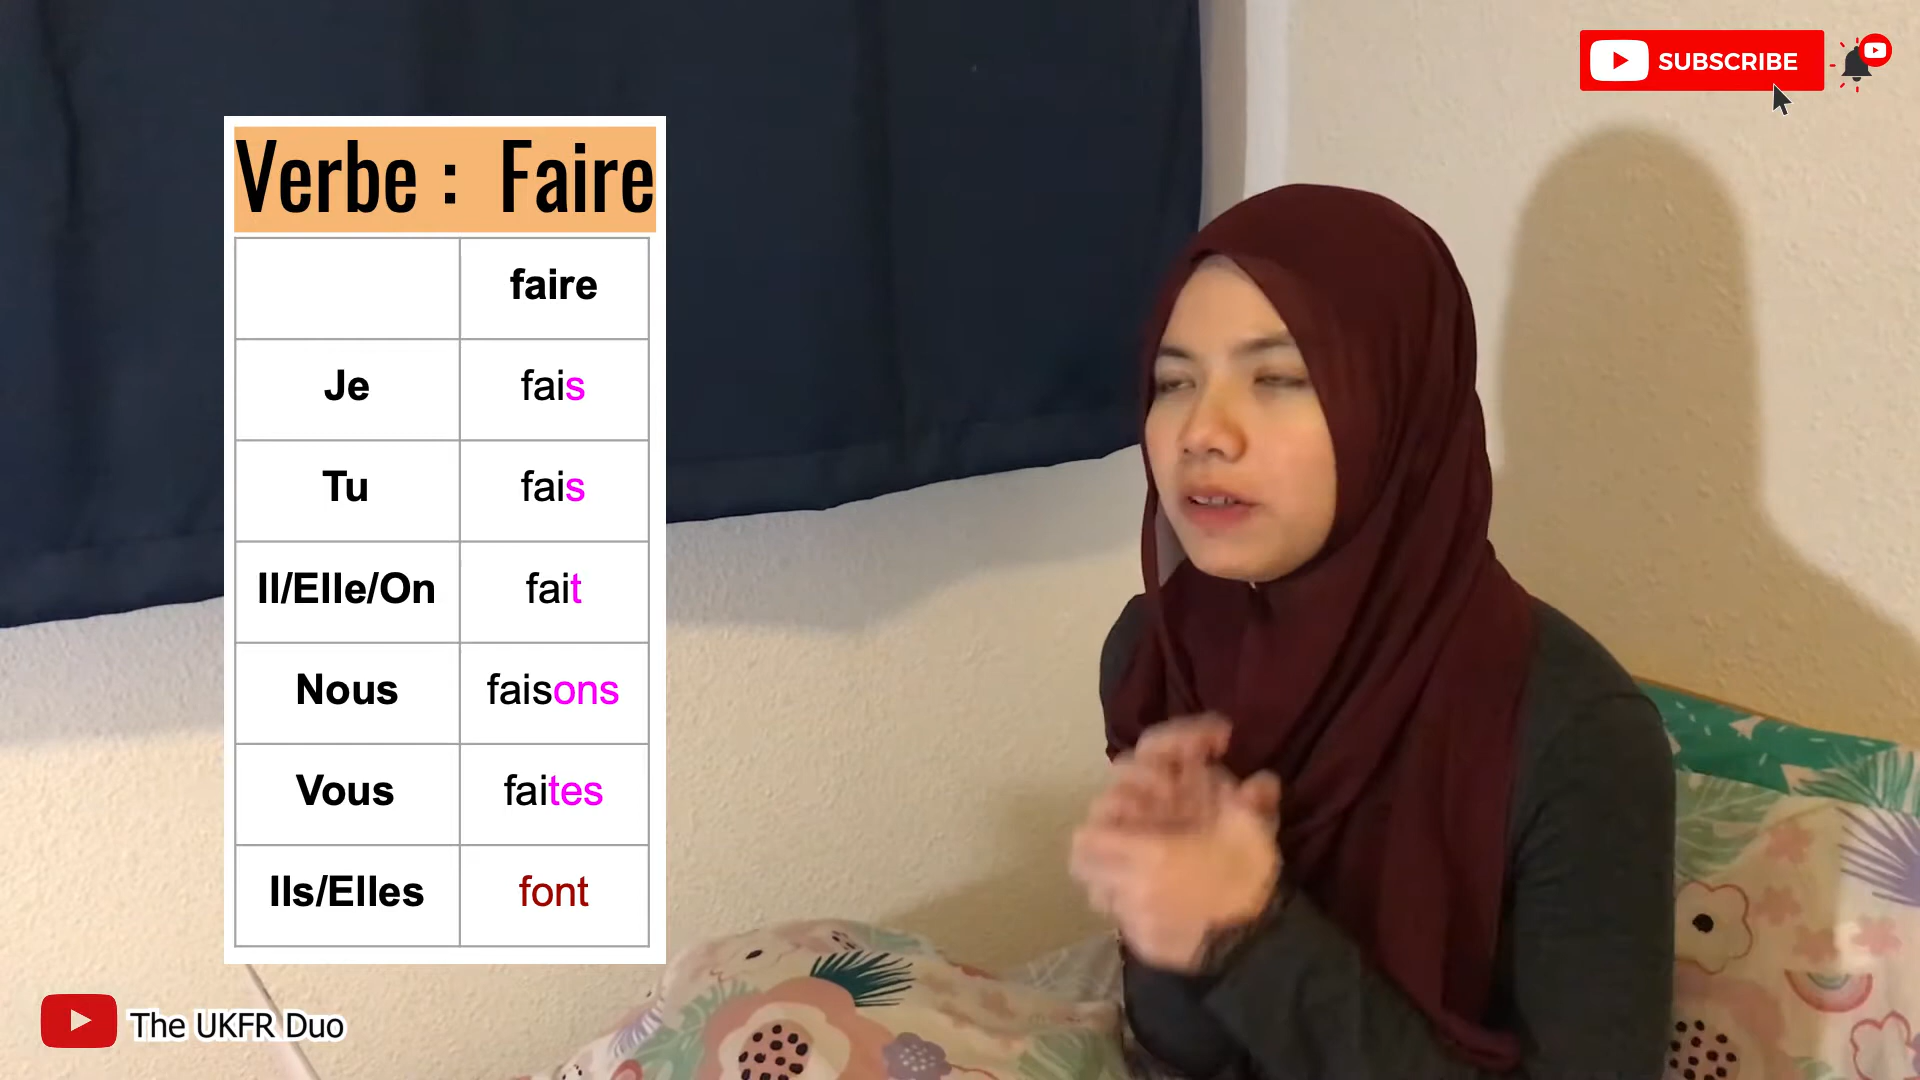 SUBSCRIBE
Verbe : Faire
faire
Je fais
Tu fais
Il/Elle/On fait
Nous faisons
Vous faites
Ils/Elles font
The UKFR Duo